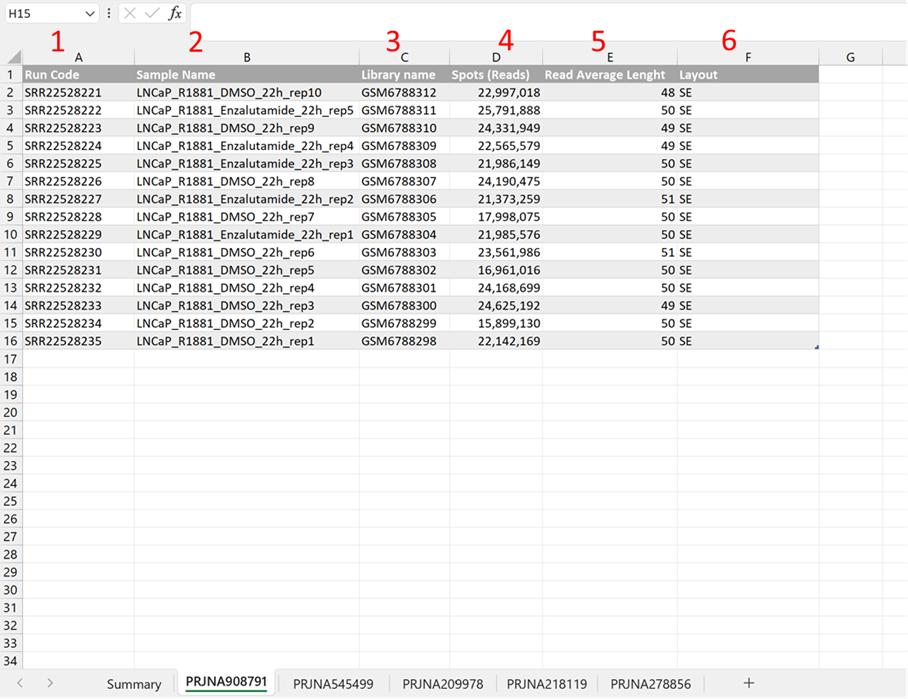 H15 fx
1 2 3 4 5 6
A B C D E F G
1 Run Code Sample Name Library name Spots (Reads) Read Average Lenght Layout
2 SRR22528221 LNCaP_R1881_DMSO_22h_rep10 GSM6788312 22,997,018 48 SE
3 SRR22528222 LNCaP_R1881_Enzalutamide_22h_rep5 GSM6788311 25,791,888 50 SE
4 SRR22528223 LNCaP_R1881_DMSO_22h_rep9 GSM6788310 24,331,949 49 SE
5 SRR22528224 LNCaP_R1881_Enzalutamide_22h_rep4 GSM6788309 22,565,579 49 SE
6 SRR22528225 LNCaP_R1881_Enzalutamide_22h_rep3 GSM6788308 21,986,149 50 SE
7 SRR22528226 LNCaP_R1881_DMSO_22h_rep8 GSM6788307 24,190,475 50 SE
8 SRR22528227 LNCaP_R1881_Enzalutamide_22h_rep2 GSM6788306 21,373,259 51 SE
9 SRR22528228 LNCaP_R1881_DMSO_22h_rep7 GSM6788305 17,998,075 50 SE
10 SRR22528229 LNCaP_R1881_Enzalutamide_22h_rep1 GSM6788304 21,985,576 50 SE
11 SRR22528230 LNCaP_R1881_DMSO_22h_rep6 GSM6788303 23,561,986 51 SE
12 SRR22528231 LNCaP_R1881_DMSO_22h_rep5 GSM6788302 16,961,016 50 SE
13 SRR22528232 LNCaP_R1881_DMSO_22h_rep4 GSM6788301 24,168,699 50 SE
14 SRR22528233 LNCaP_R1881_DMSO_22h_rep3 GSM6788300 24,625,192 49 SE
15 SRR22528234 LNCaP_R1881_DMSO_22h_rep2 GSM6788299 15,899,130 50 SE
16 SRR22528235 LNCaP_R1881_DMSO_22h_rep1 GSM6788298 22,142,169 50 SE
17
18
19
20
21
22
23
24
25
26
27
28
29
30
31
32
33
34
Summary PRJNA908791 PRJNA545499 PRJNA209978 PRJNA218119 PRJNA278856 +